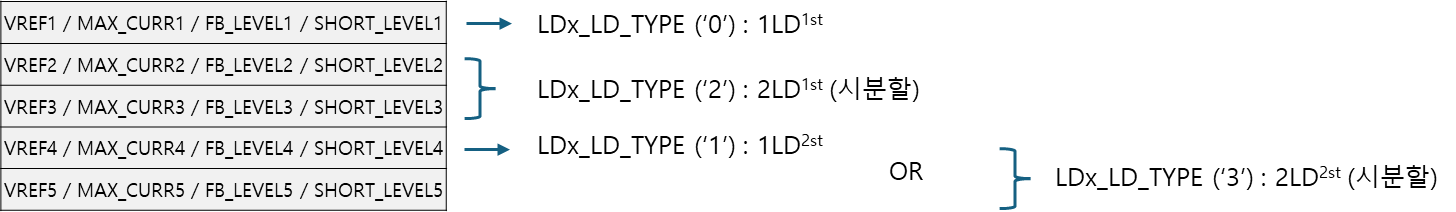 VREF1 / MAX_CURR1 / FB_LEVEL1 / SHORT_LEVEL1
LDx_LD_TYPE (‘0’) : 1LD1st
VREF2 / MAX_CURR2 / FB_LEVEL2 / SHORT_LEVEL2
VREF3 / MAX_CURR3 / FB_LEVEL3 / SHORT_LEVEL3
LDx_LD_TYPE (‘2’) : 2LD1st (시분할)
VREF4 / MAX_CURR4 / FB_LEVEL4 / SHORT_LEVEL4
LDx_LD_TYPE (‘1’) : 1LD2st
VREF5 / MAX_CURR5 / FB_LEVEL5 / SHORT_LEVEL5
OR
LDx_LD_TYPE (‘3’) : 2LD2st (시분할)